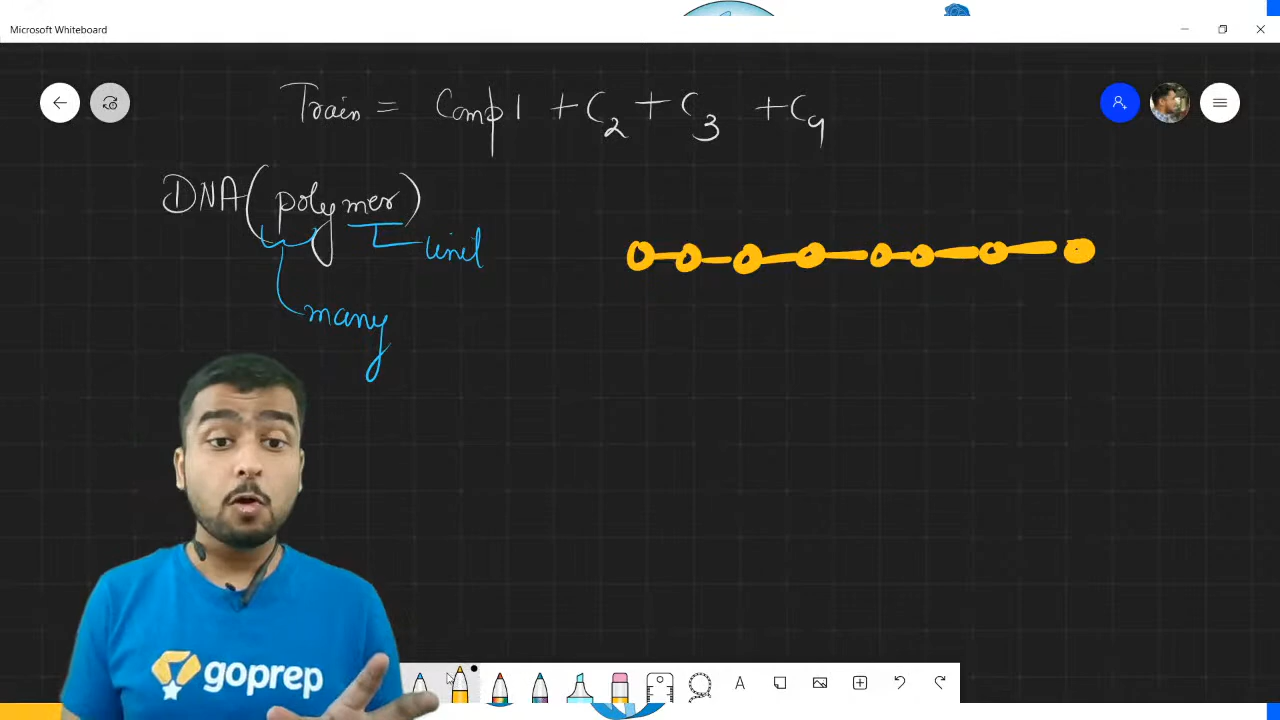 Microsoft Whiteboard
Train = Comp 1 + C2 + C3 + C4
DNA (polymer)
unit
many
goprep
A